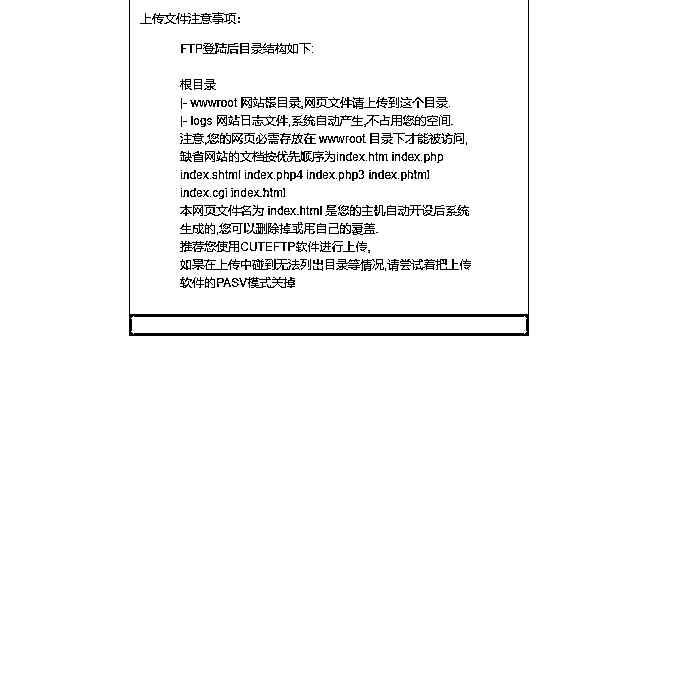 上传文件注意事项：
FTP登陆后目录结构如下:
根目录
|- wwwroot 网站根目录,网页文件请上传到这个目录.
|- logs 网站日志文件,系统自动产生,不占用您的空间.
注意,您的网页必需存放在 wwwroot 目录下才能被访问,
缺省网站的文档按优先顺序为index.htm index.php
index.shtml index.php4 index.php3 index.phtml
index.cgi index.html
本网页文件名为 index.html 是您的主机自动开设后系统
生成的,您可以删除掉或用自己的覆盖.
推荐您使用CUTEFTP软件进行上传,
如果在上传中碰到无法列出目录等情况,请尝试着把上传
软件的PASV模式关掉